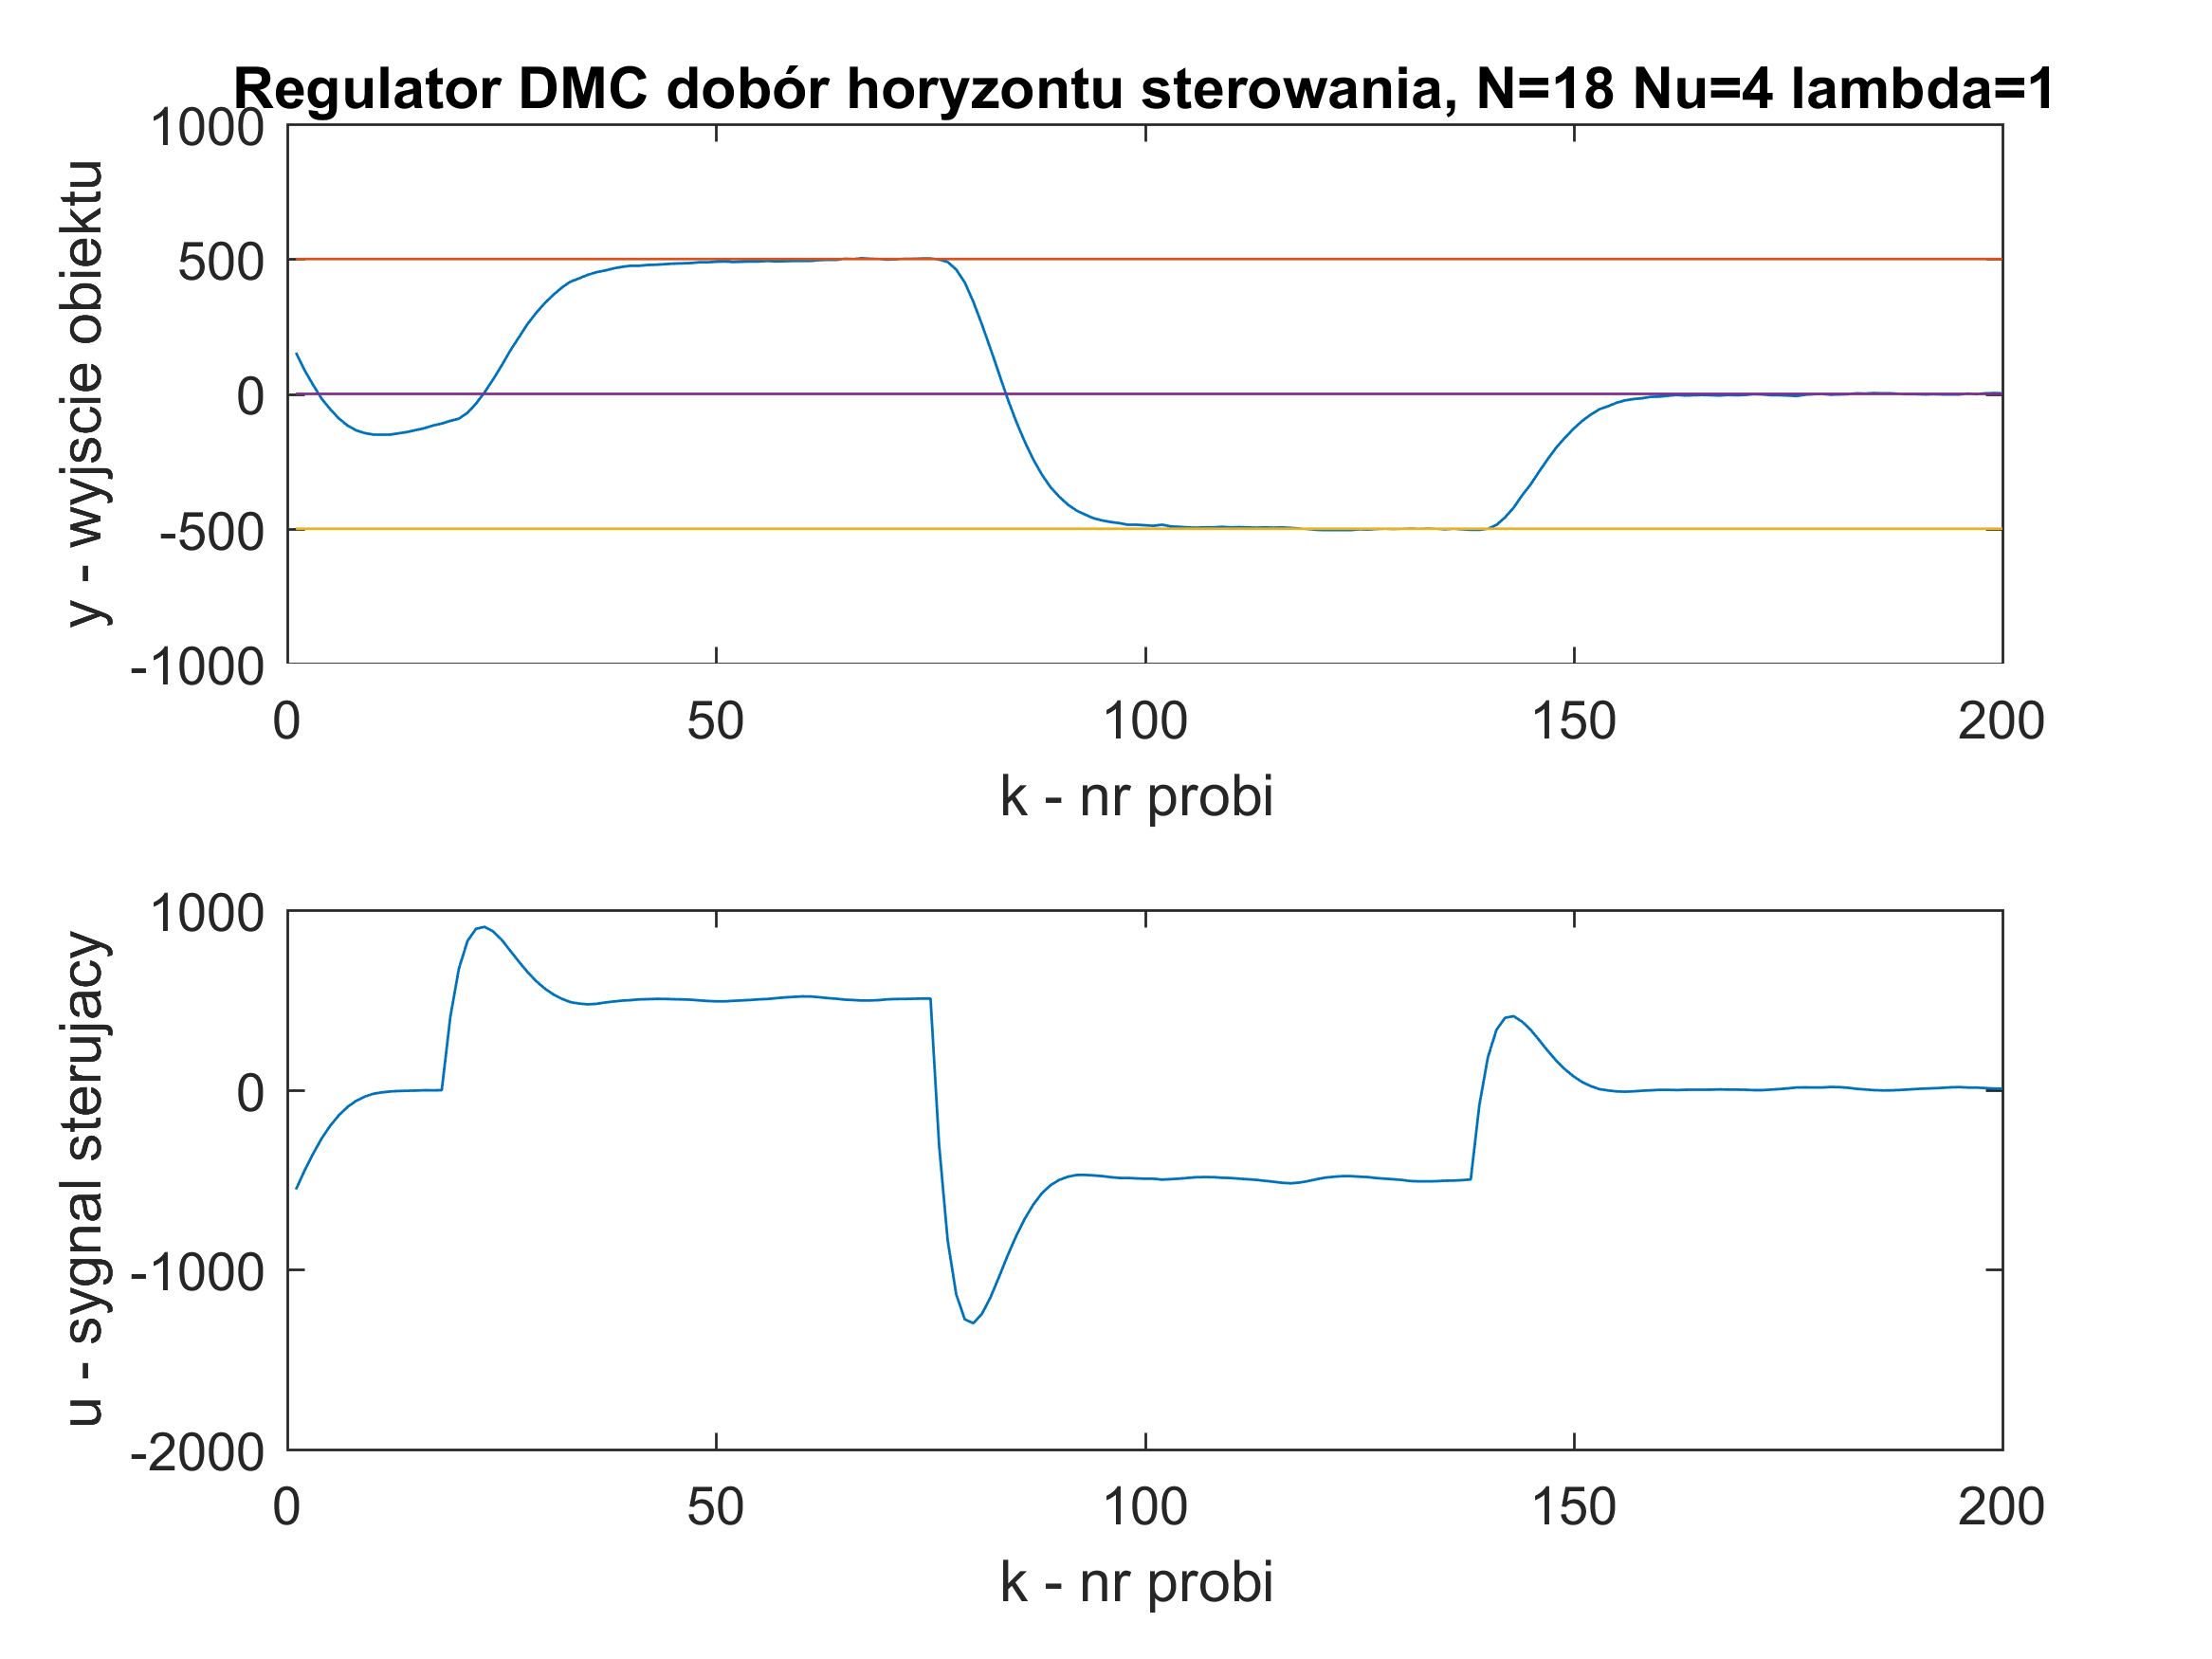 Regulator DMC dobór horyzontu sterowania, N=18 Nu=4 lambda=1
1000
500
0
-500
-1000
y - wyjscie obiektu
0 50 100 150 200
k - nr probi
1000
0
-1000
-2000
u - sygnal sterujacy
0 50 100 150 200
k - nr probi